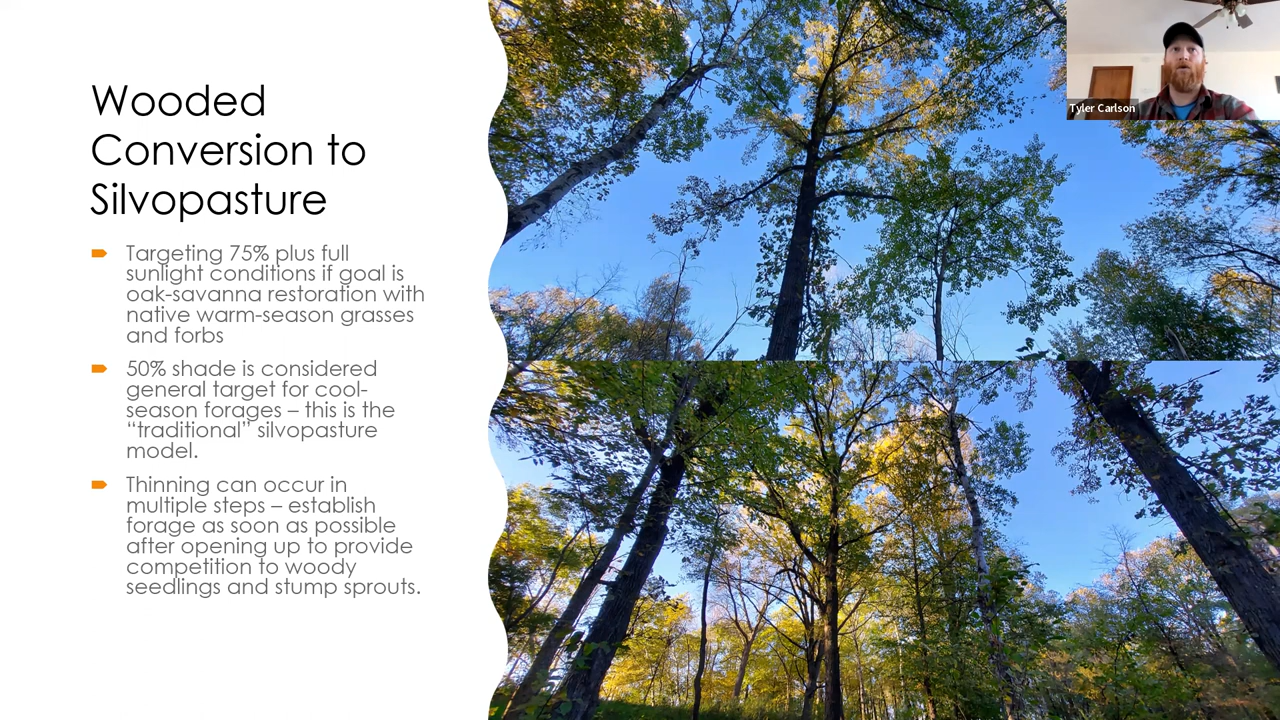 Wooded
Conversion to
Silvopasture
Targeting 75% plus full
sunlight conditions if goal is
oak-savanna restoration with
native warm-season grasses
and forbs
50% shade is considered
general target for cool-
season forages – this is the
“traditional” silvopasture
model.
Thinning can occur in
multiple steps – establish
forage as soon as possible
after opening up to provide
competition to woody
seedlings and stump sprouts.
Tyler Carlson